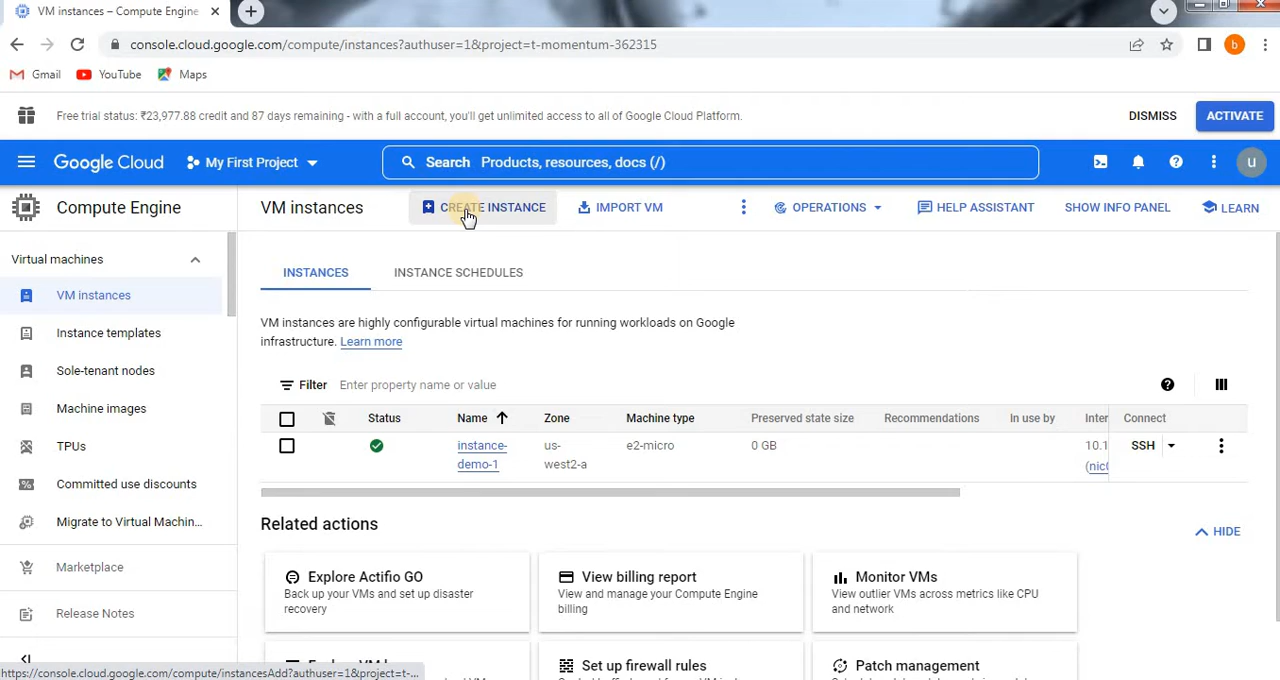 VM instances – Compute Engine
console.cloud.google.com/compute/instances?authuser=1&project=t-momentum-362315
b
Gmail YouTube Maps
Free trial status: ₹23,977.88 credit and 87 days remaining - with a full account, you'll get unlimited access to all of Google Cloud Platform. DISMISS ACTIVATE
Google Cloud My First Project Search Products, resources, docs (/) u
Compute Engine VM instances CREATE INSTANCE IMPORT VM OPERATIONS HELP ASSISTANT SHOW INFO PANEL LEARN
Virtual machines
VM instances
Instance templates
Sole-tenant nodes
Machine images
TPUs
Committed use discounts
Migrate to Virtual Machin...
Marketplace
Release Notes
INSTANCES INSTANCE SCHEDULES
VM instances are highly configurable virtual machines for running workloads on Google
infrastructure. Learn more
Filter Enter property name or value
Status Name Zone Machine type Preserved state size Recommendations In use by Inter Connect
instance- us- e2-micro 0 GB 10.1 SSH
demo-1 west2-a (nic0
Related actions HIDE
Explore Actifio GO
Back up your VMs and set up disaster
recovery
View billing report
View and manage your Compute Engine
billing
Monitor VMs
View outlier VMs across metrics like CPU
and network
Set up firewall rules
Patch management
https://console.cloud.google.com/compute/instancesAdd?authuser=1&project=t-...